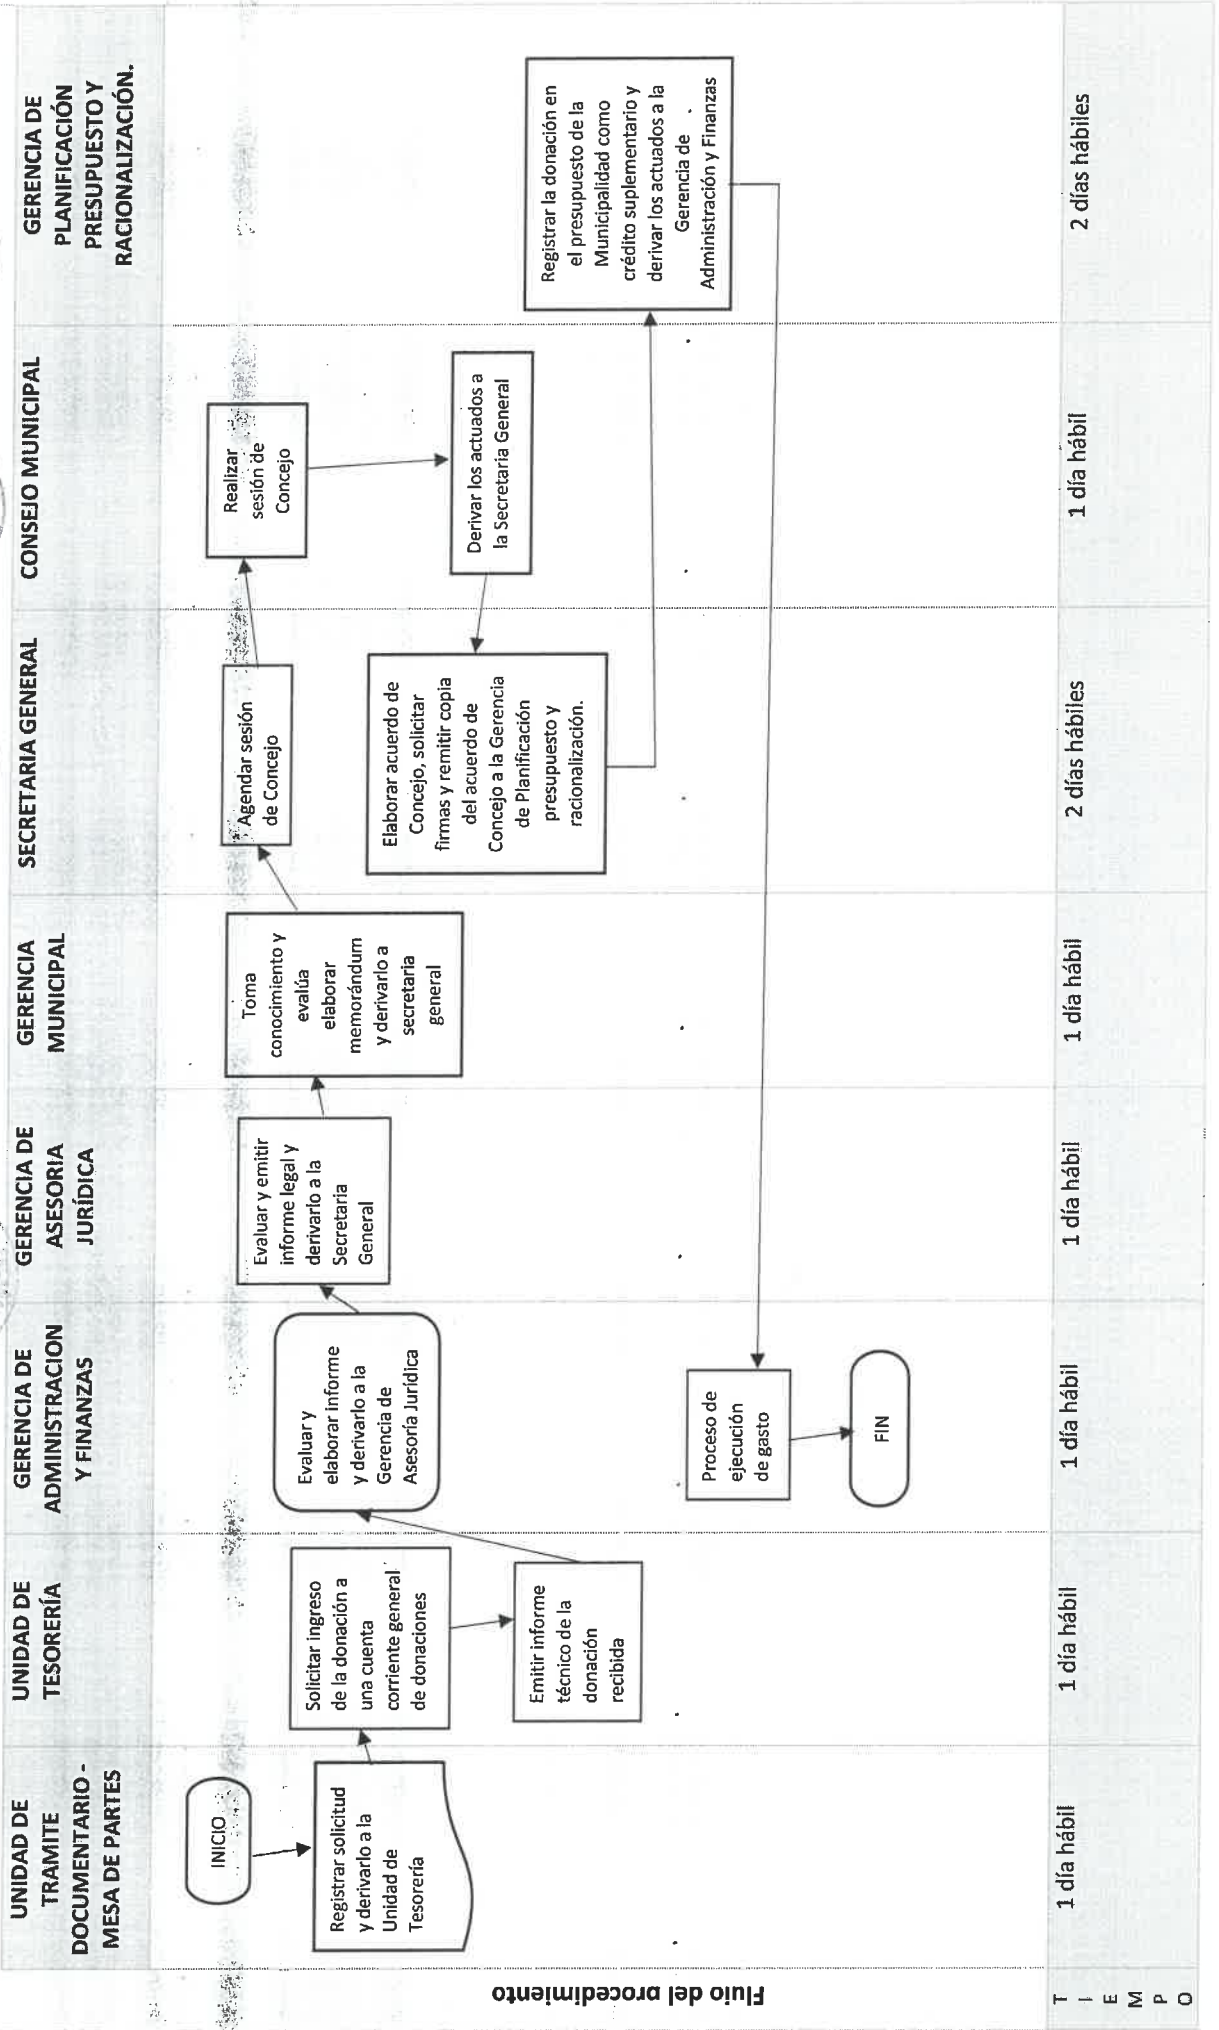 UNIDAD DE
TRAMITE
DOCUMENTARIO -
MESA DE PARTES
UNIDAD DE
TESORERÍA
GERENCIA DE
ADMINISTRACION
Y FINANZAS
GERENCIA DE
ASESORIA
JURÍDICA
GERENCIA
MUNICIPAL
SECRETARIA GENERAL
CONSEJO MUNICIPAL
GERENCIA DE
PLANIFICACIÓN
PRESUPUESTO Y
RACIONALIZACIÓN.
Flujo del procedimiento
INICIO
Registrar solicitud
y derivarlo a la
Unidad de
Tesorería
Solicitar ingreso
de la donación a
una cuenta
corriente general
de donaciones
Emitir informe
técnico de la
donación
recibida
Evaluar y
elaborar informe
y derivarlo a la
Gerencia de
Asesoría Jurídica
Evaluar y emitir
informe legal y
derivarlo a la
Secretaria
General
Toma
conocimiento y
evalúa
elaborar
memorándum
y derivarlo a
secretaria
general
Agendar sesión
de Concejo
Realizar
sesión de
Concejo
Derivar los actuados a
la Secretaria General
Elaborar acuerdo de
Concejo, solicitar
firmas y remitir copia
del acuerdo de
Concejo a la Gerencia
de Planificación
presupuesto y
racionalización.
Registrar la donación en
el presupuesto de la
Municipalidad como
crédito suplementario y
derivar los actuados a la
Gerencia de
Administración y Finanzas
Proceso de
ejecución
de gasto
FIN
T
I
E
M
P
O
1 día hábil
1 día hábil
1 día hábil
1 día hábil
1 día hábil
2 días hábiles
1 día hábil
2 días hábiles